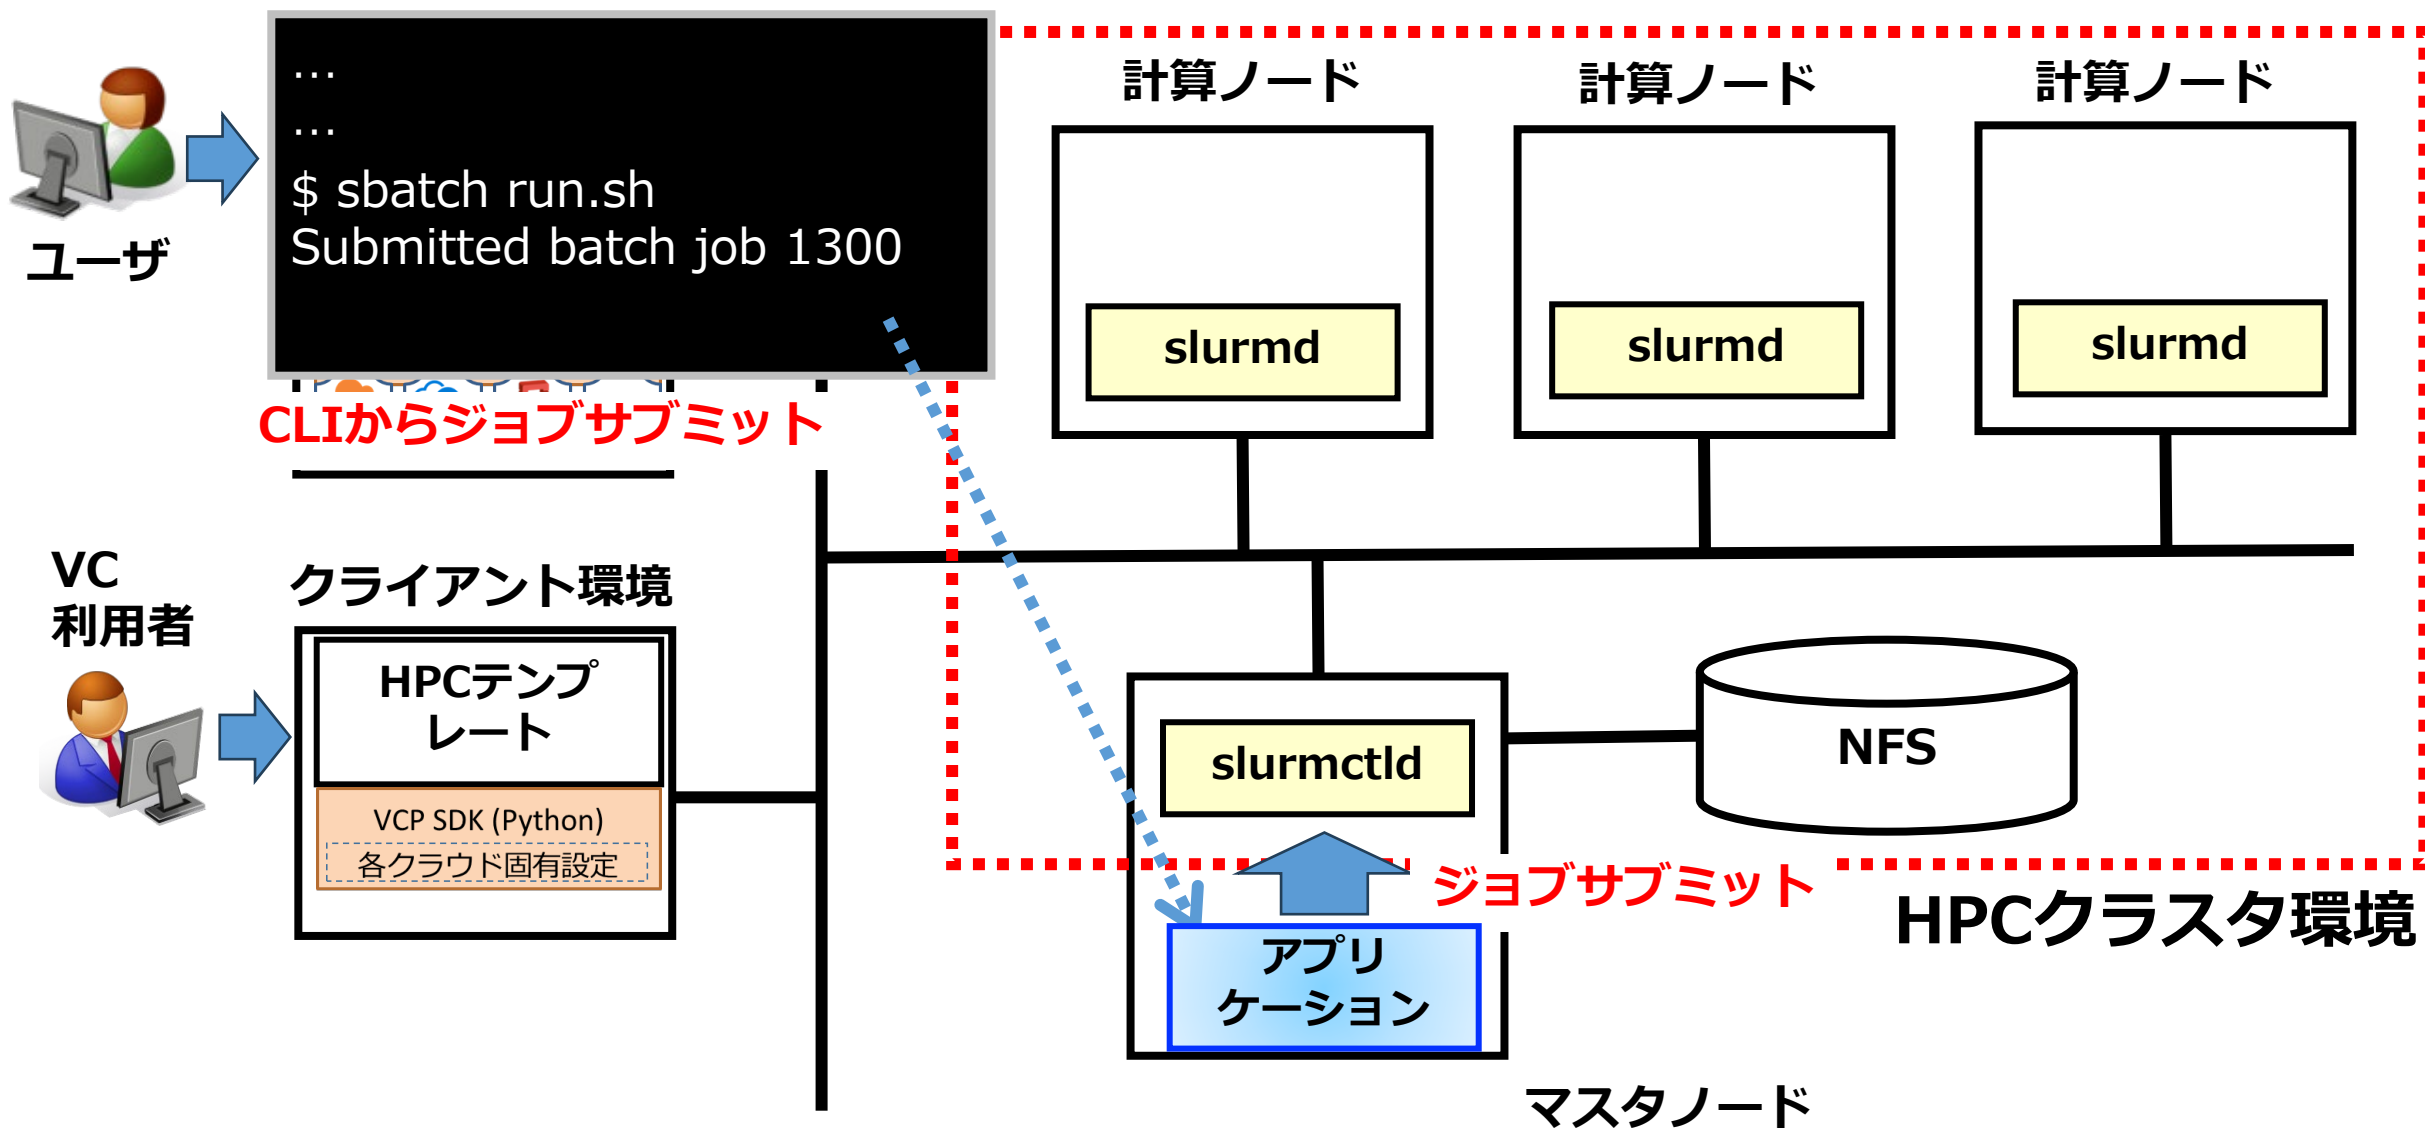 …
…
$ sbatch run.sh
Submitted batch job 1300
ユーザ
CLIからジョブサブミット
計算ノード
計算ノード
計算ノード
slurmd
slurmd
slurmd
VC
利用者
クライアント環境
HPCテンプ
レート
VCP SDK (Python)
各クラウド固有設定
slurmctld
NFS
ジョブサブミット
HPCクラスタ環境
アプリ
ケーション
マスタノード